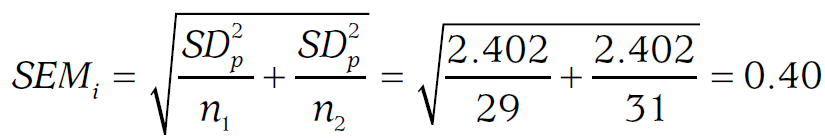 SEM_i = √(SD_p^2/n_1 + SD_p^2/n_2) = √(2.402/29 + 2.402/31) = 0.40